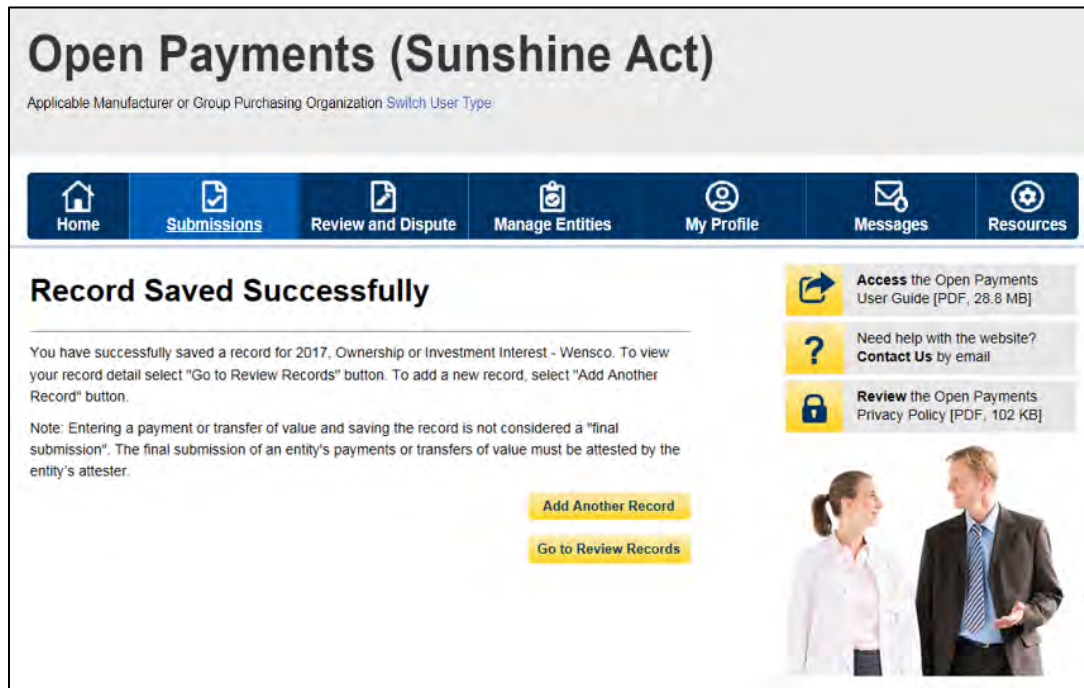 Open Payments (Sunshine Act)
Applicable Manufacturer or Group Purchasing Organization Switch User Type
Home
Submissions
Review and Dispute
Manage Entities
My Profile
Messages
Resources
Record Saved Successfully
You have successfully saved a record for 2017, Ownership or Investment Interest - Wensco. To view
your record detail select "Go to Review Records" button. To add a new record, select "Add Another
Record" button.
Note: Entering a payment or transfer of value and saving the record is not considered a "final
submission". The final submission of an entity's payments or transfers of value must be attested by the
entity's attester.
Add Another Record
Go to Review Records
Access the Open Payments
User Guide [PDF, 28.8 MB]
?
Need help with the website?
Contact Us by email
Review the Open Payments
Privacy Policy [PDF, 102 KB]